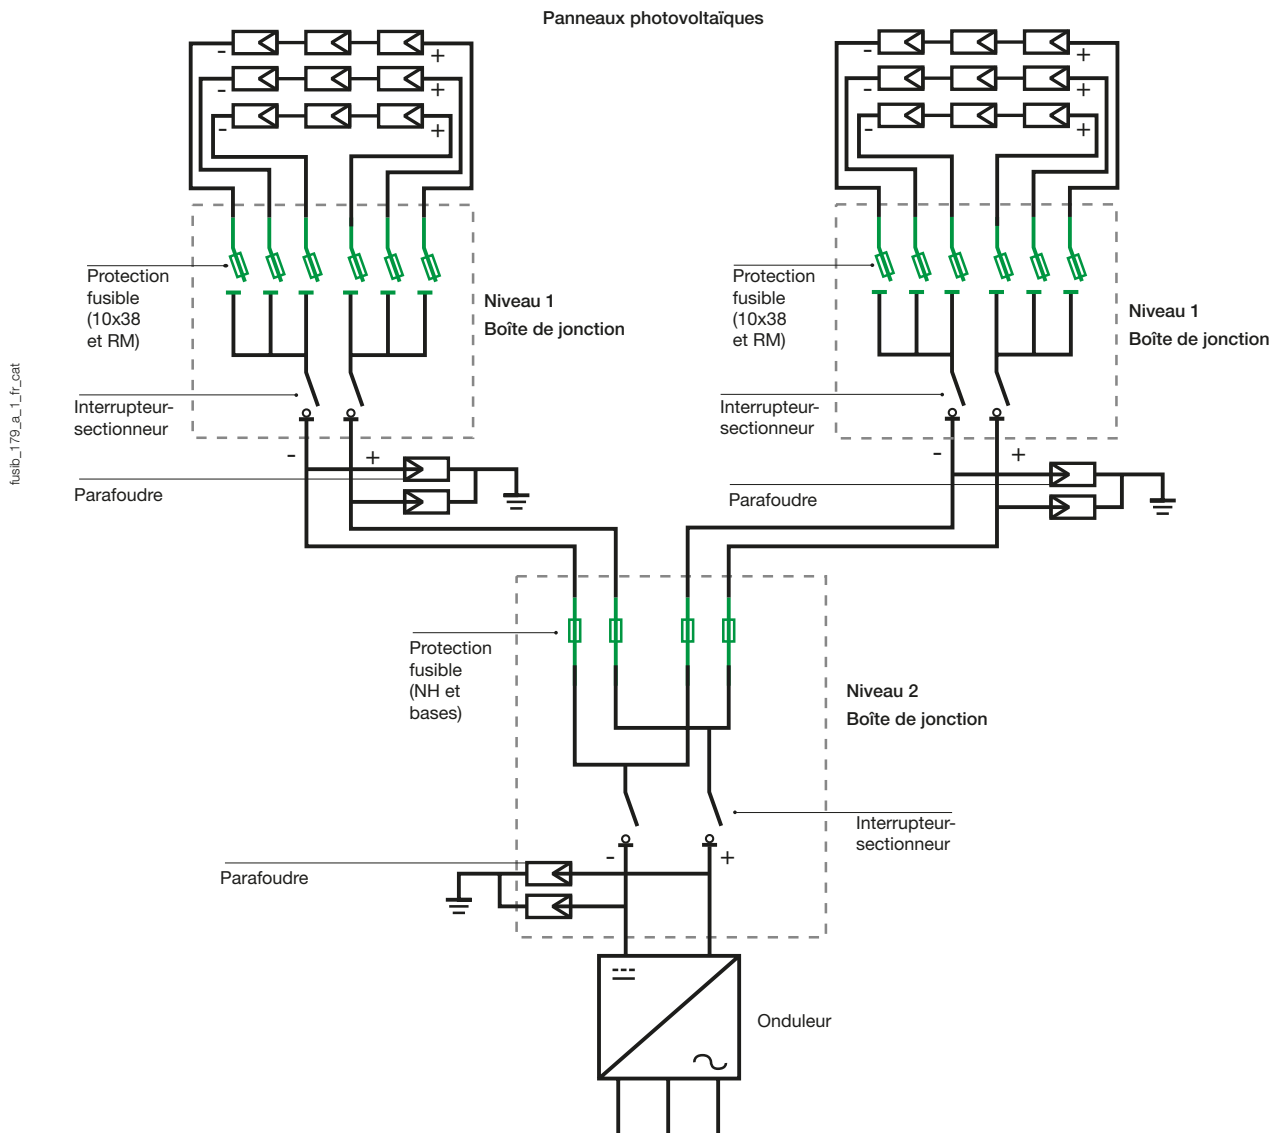 Panneaux photovoltaïques
- +
- +
- +
- +
- +
- +
Protection
fusible
(10x38
et RM)
Niveau 1
Boîte de jonction
Interrupteur-
sectionneur
- +
Parafoudre
Protection
fusible
(10x38
et RM)
Niveau 1
Boîte de jonction
Interrupteur-
sectionneur
- +
Parafoudre
fusib_179_a_1_fr_cat
Protection
fusible
(NH et
bases)
Niveau 2
Boîte de jonction
Interrupteur-
sectionneur
- +
Parafoudre
Onduleur